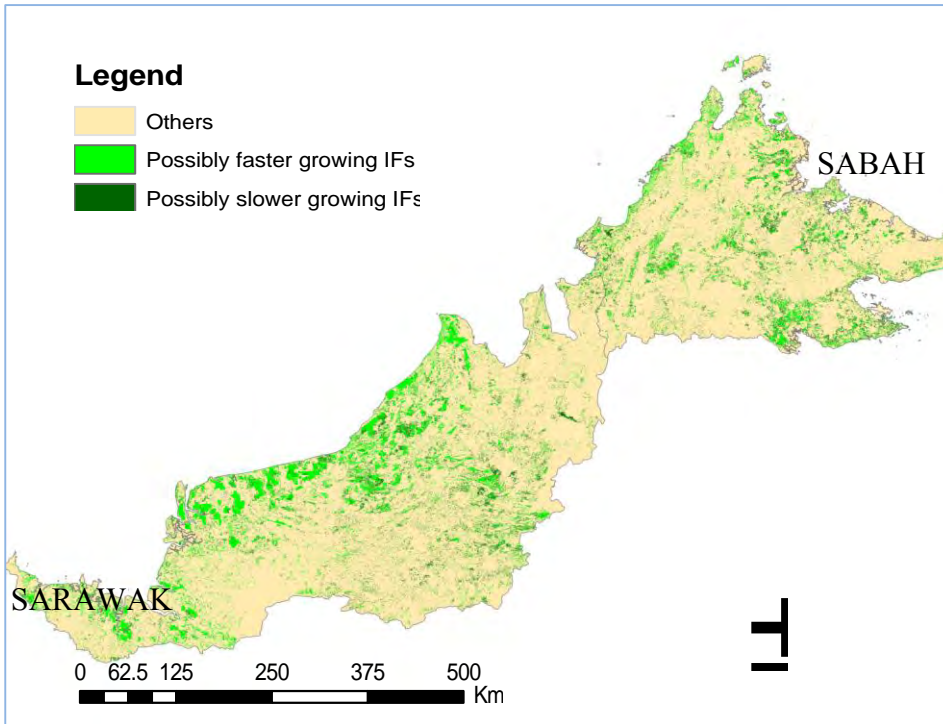 Legend
Others
Possibly faster growing IFs
Possibly slower growing IFs
SABAH
SARAWAK
0 62.5 125 250 375 500
Km